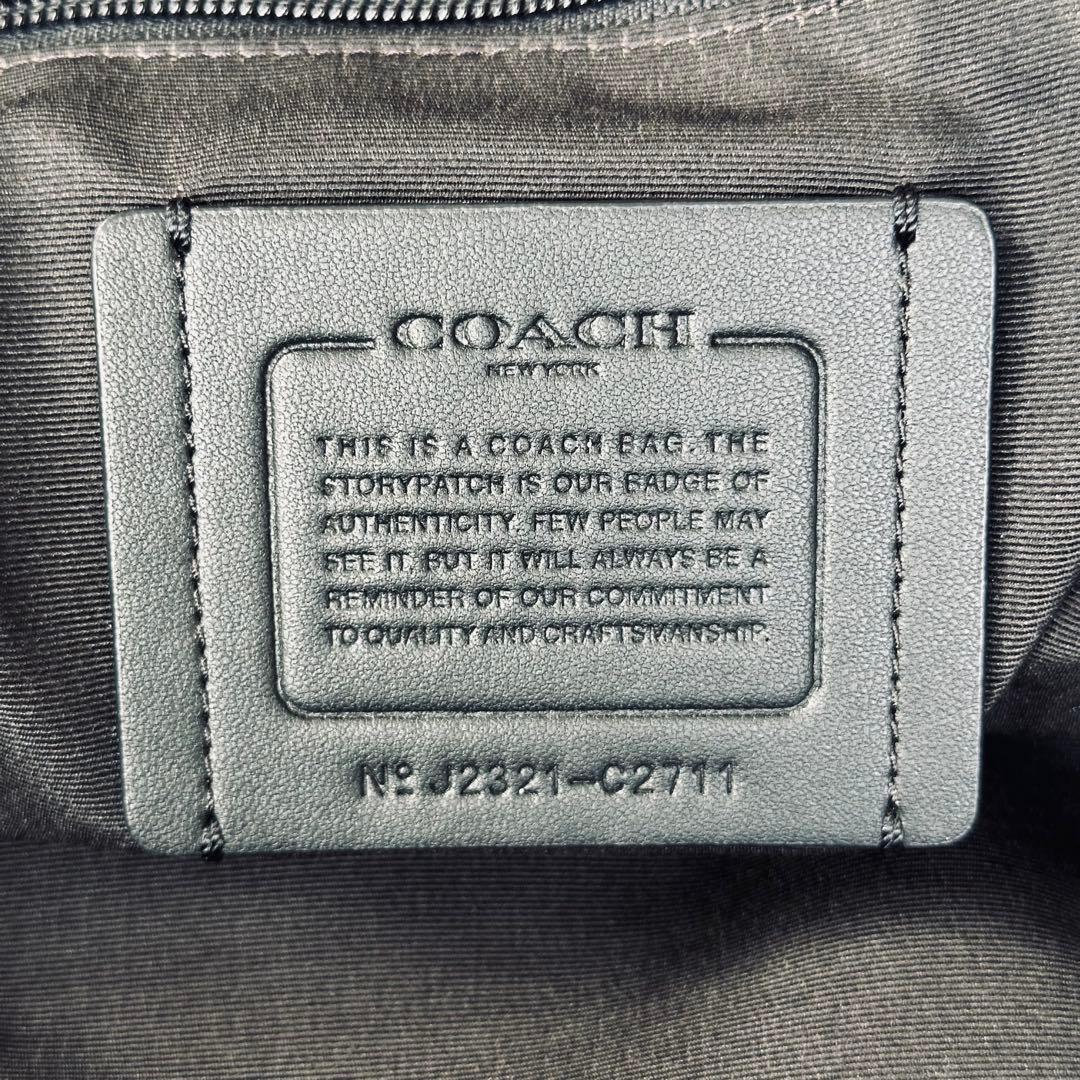 COACH
NEW YORK
THIS IS A COACH BAG. THE
STORYPATCH IS OUR BADGE OF
AUTHENTICITY. FEW PEOPLE MAY
SEE IT, BUT IT WILL ALWAYS BE A
REMINDER OF OUR COMMITMENT
TO QUALITY AND CRAFTSMANSHIP.
Nº J2321-C2711